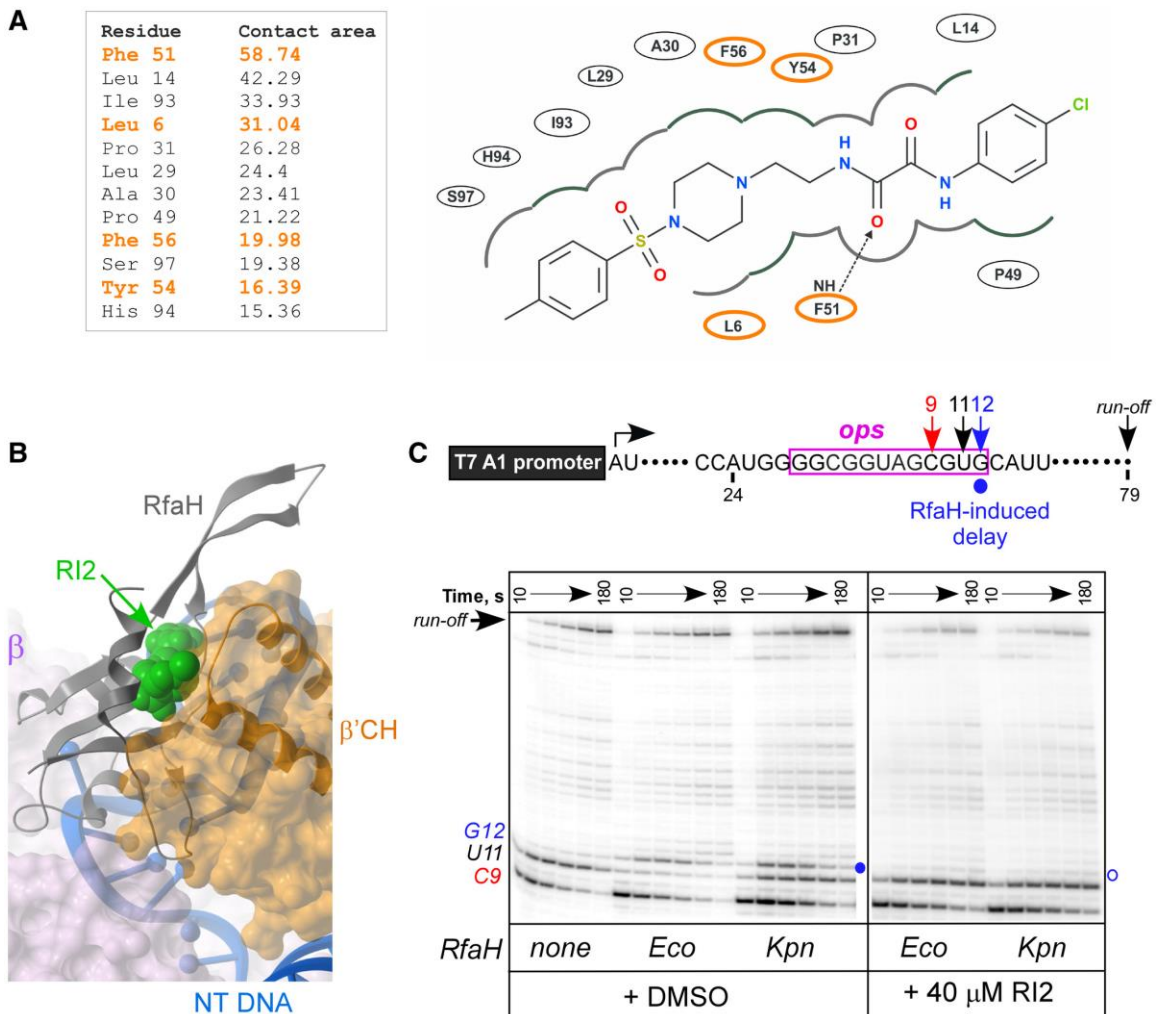 A
Residue Contact area
Phe 51 58.74
Leu 14 42.29
Ile 93 33.93
Leu 6 31.04
Pro 31 26.28
Leu 29 24.4
Ala 30 23.41
Pro 49 21.22
Phe 56 19.98
Ser 97 19.38
Tyr 54 16.39
His 94 15.36
L14
P31
F56
A30
Y54
L29
Cl
I93
H O
H94
N
S97
N
N
O
N H
O
O
S
O
P49
NH
F51
L6
B
RfaH
RI2
β
β'CH
NT DNA
C
9 11 12
run-off
ops
T7 A1 promoter AU••••• CCAUGGGGCGGUAGCGUGCAUU•••••••
24
79
RfaH-induced
delay
Time, s 10 180 10 180 10 180 10 180 10 180
run-off
G12
U11
C9
RfaH none Eco Kpn Eco Kpn
+ DMSO + 40 μM RI2